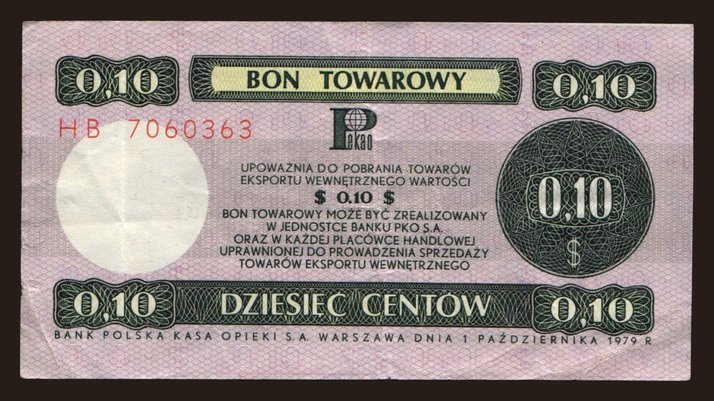 0,10 BON TOWAROWY 0,10
HB 7060363
Pekao
UPOWAŻNIA DO POBRANIA TOWARÓW
EKSPORTU WEWNĘTRZNEGO WARTOŚCI
$ 0.10 $
BON TOWAROWY MOŻE BYĆ ZREALIZOWANY
W JEDNOSTCE BANKU PKO S.A.
ORAZ W KAŻDEJ PLACÓWCE HANDLOWEJ
UPRAWNIONEJ DO PROWADZENIA SPRZEDAŻY
TOWARÓW EKSPORTU WEWNĘTRZNEGO
0,10
$
0,10 DZIESIĘĆ CENTÓW 0,10
BANK POLSKA KASA OPIEKI S.A. WARSZAWA DNIA 1 PAŹDZIERNIKA 1979 R